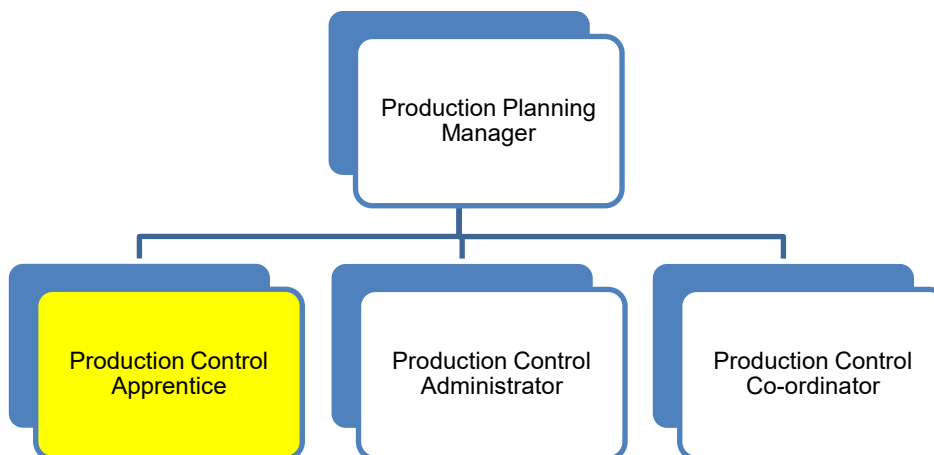 Production Planning
Manager
Production Control
Apprentice
Production Control
Administrator
Production Control
Co-ordinator